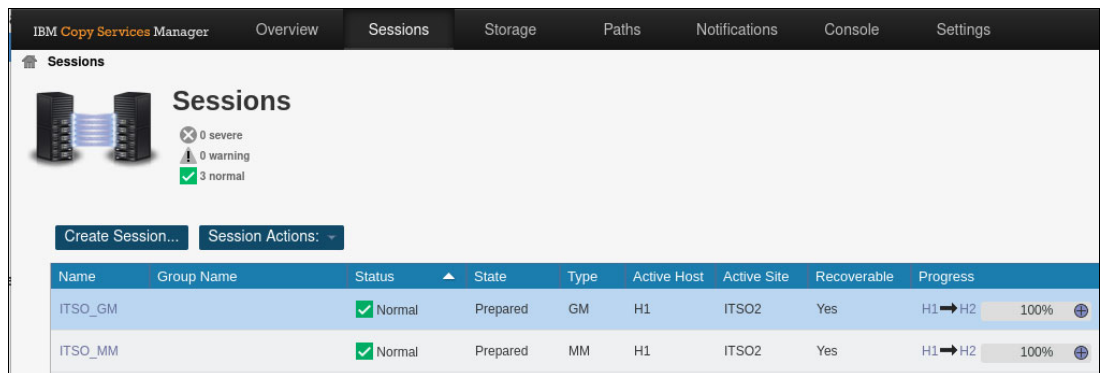 IBM Copy Services Manager Overview Sessions Storage Paths Notifications Console Settings
Sessions
Sessions
0 severe
0 warning
3 normal
Create Session... Session Actions:
Name Group Name Status State Type Active Host Active Site Recoverable Progress
ITSO_GM Normal Prepared GM H1 ITSO2 Yes H1 H2 100%
ITSO_MM Normal Prepared MM H1 ITSO2 Yes H1 H2 100%